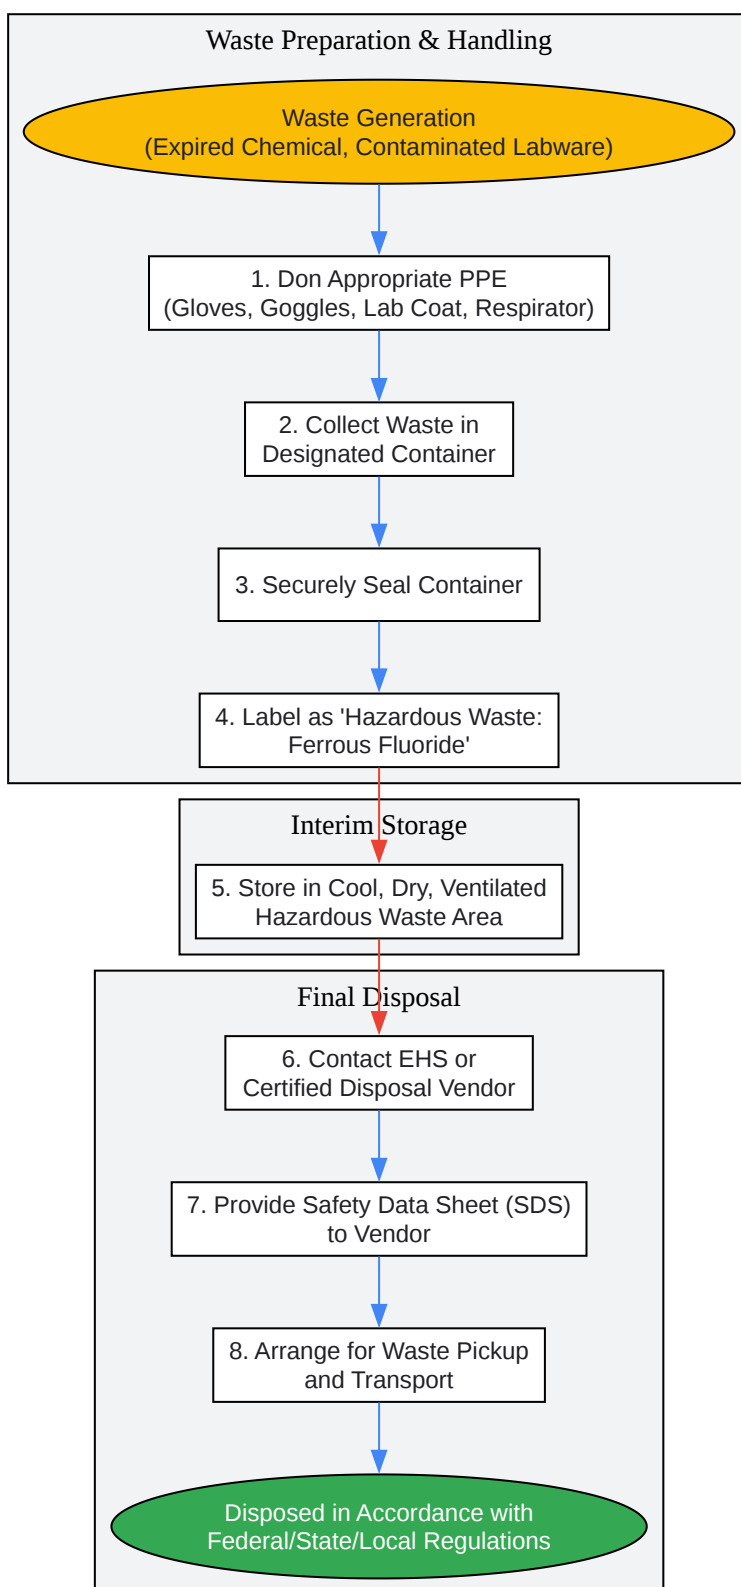 Waste Preparation & Handling
Waste Generation
(Expired Chemical, Contaminated Labware)
1. Don Appropriate PPE
(Gloves, Goggles, Lab Coat, Respirator)
2. Collect Waste in
Designated Container
3. Securely Seal Container
4. Label as 'Hazardous Waste:
Ferrous Fluoride'
Interim Storage
5. Store in Cool, Dry, Ventilated
Hazardous Waste Area
Final Disposal
6. Contact EHS or
Certified Disposal Vendor
7. Provide Safety Data Sheet (SDS)
to Vendor
8. Arrange for Waste Pickup
and Transport
Disposed in Accordance with
Federal/State/Local Regulations